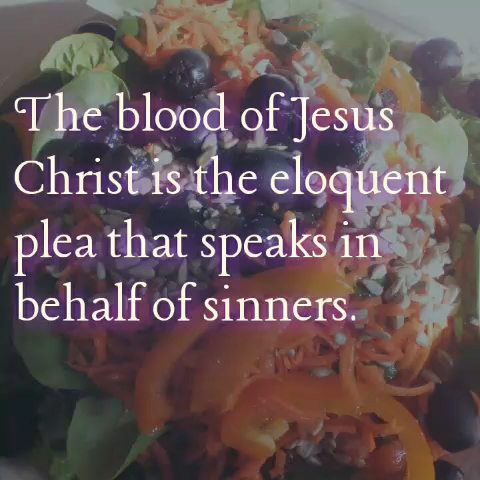 The blood of Jesus
Christ is the eloquent
plea that speaks in
behalf of sinners.